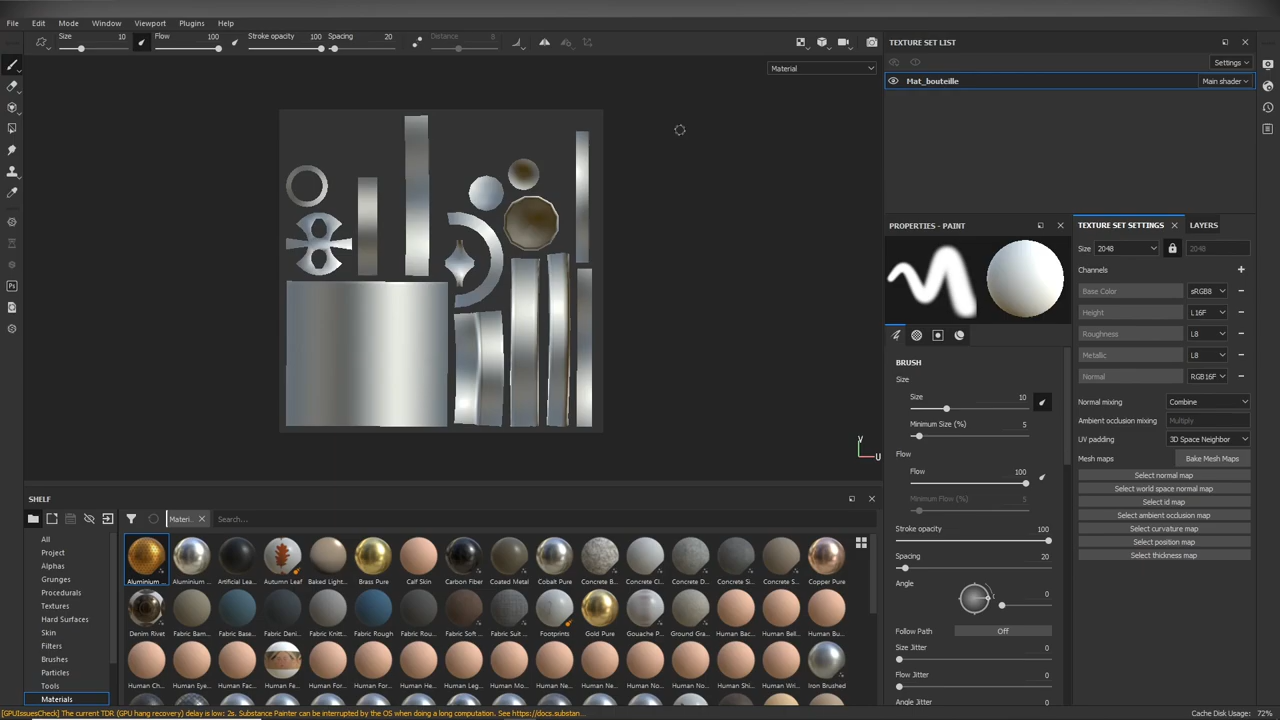 File Edit Mode Window Viewport Plugins Help
Size 10 Flow 100 Stroke opacity 100 Spacing 20 Distance 8
Material
TEXTURE SET LIST
Settings
Mat_bouteille Main shader
PROPERTIES - PAINT
TEXTURE SET SETTINGS LAYERS
Size 2048 2048
Channels
Base Color sRGB8
Height L16F
Roughness L8
Metallic L8
Normal RGB16F
Normal mixing Combine
Ambient occlusion mixing Multiply
UV padding 3D Space Neighbor
Mesh maps Bake Mesh Maps
Select normal map
Select world space normal map
Select id map
Select ambient occlusion map
Select curvature map
Select position map
Select thickness map
BRUSH
Size
Size 10
Minimum Size (%) 5
Flow
Flow 100
Minimum Flow (%) 5
Stroke opacity 100
Spacing 20
Angle 0
Follow Path Off
Size Jitter 0
Flow Jitter 0
V
U
SHELF
Materi... Search...
All
Project
Alphas
Grunges
Procedurals
Textures
Hard Surfaces
Skin
Filters
Brushes
Particles
Tools
Materials
Aluminium ... Aluminium ... Artificial Lea... Autumn Leaf Baked Light... Brass Pure Calf Skin Carbon Fiber Coated Metal Cobalt Pure Concrete B... Concrete Cl... Concrete D... Concrete Si... Concrete S... Copper Pure
Denim Rivet Fabric Bam... Fabric Base... Fabric Deni... Fabric Knitt... Fabric Rough Fabric Rou... Fabric Soft ... Fabric Suit ... Footprints Gold Pure Gouache P... Ground Gra... Human Bac... Human Bell... Human Bu...
Human Ch... Human Eye... Human Fac... Human Fe... Human For... Human For... Human He... Human Leg... Human Mo... Human Ne... Human Ne... Human No... Human No... Human Shi... Human Wri... Iron Brushed
[GPUIssuesCheck] The current TDR (GPU hang recovery) delay is low: 2s. Substance Painter can be interrupted by the OS when doing a long computation. See https://docs.substan...
Cache Disk Usage: 72%